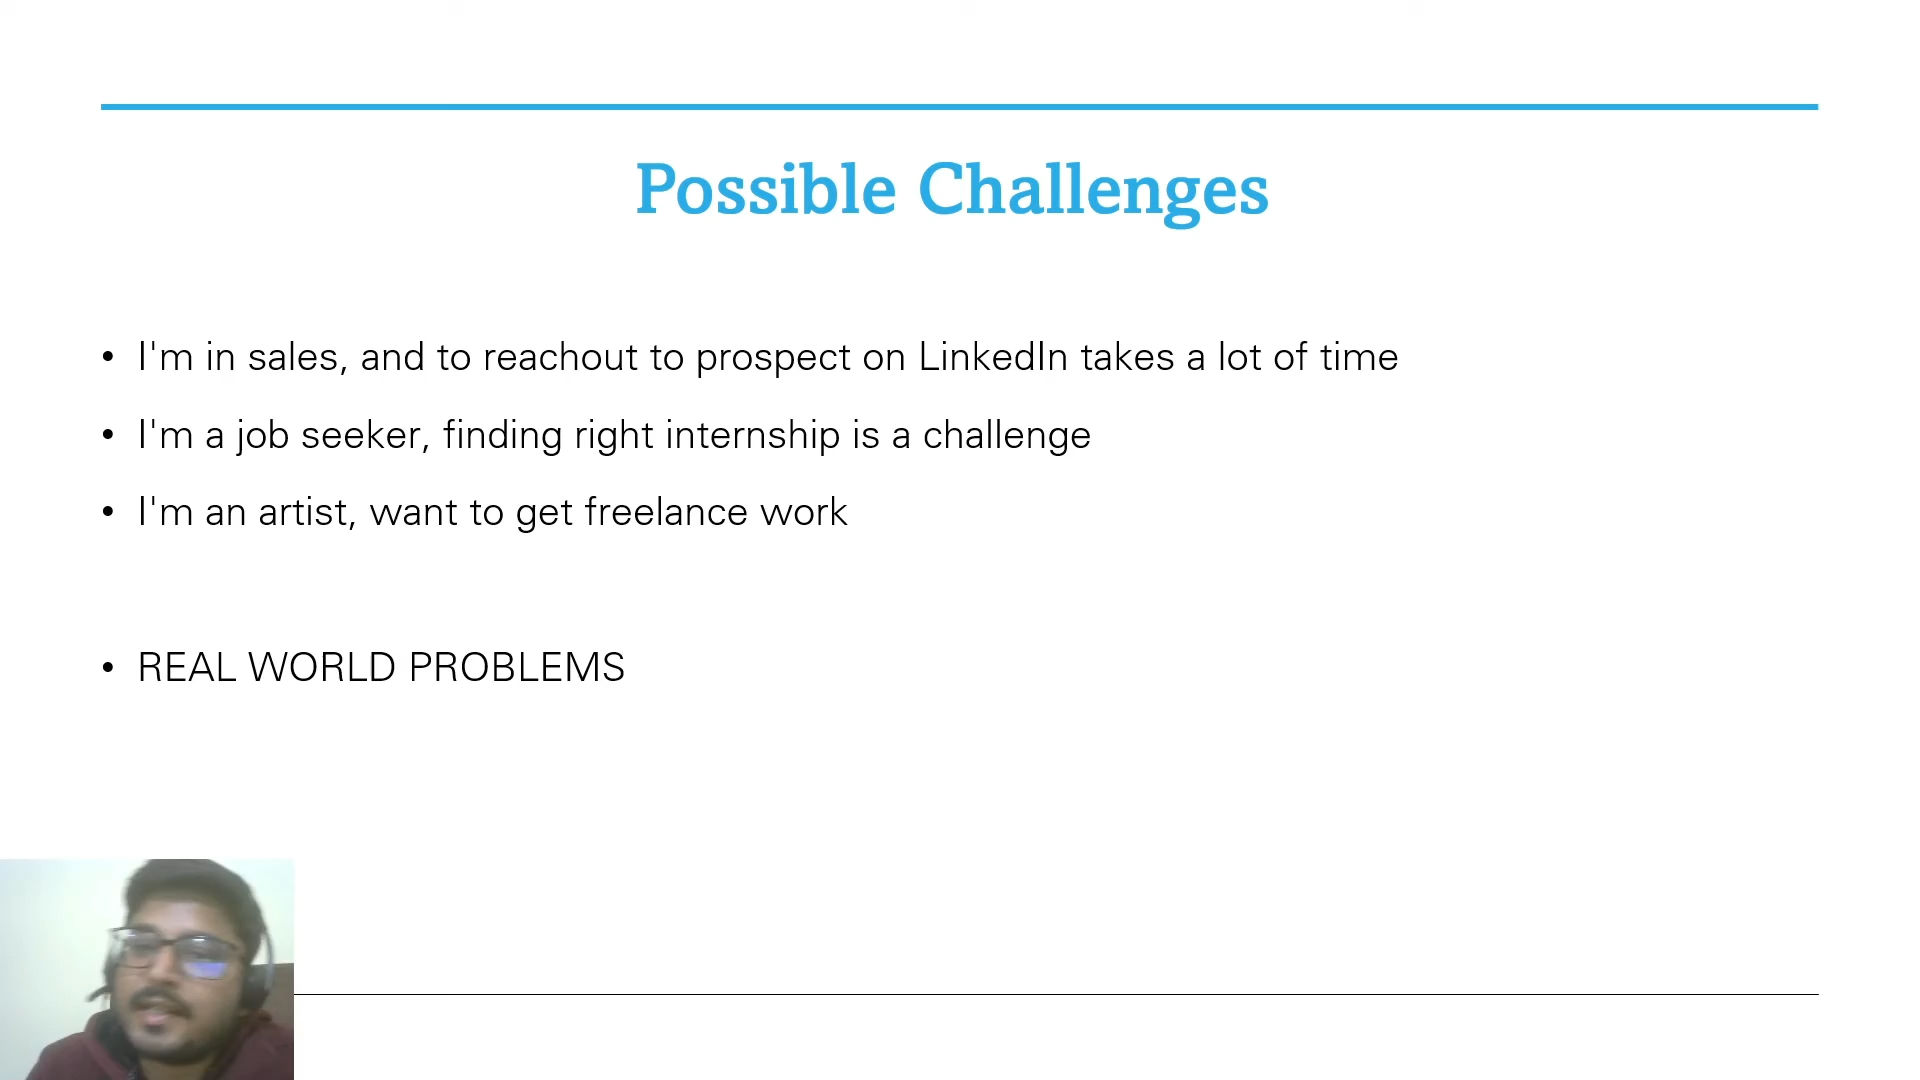 Possible Challenges
• I'm in sales, and to reachout to prospect on LinkedIn takes a lot of time
• I'm a job seeker, finding right internship is a challenge
• I'm an artist, want to get freelance work
• REAL WORLD PROBLEMS